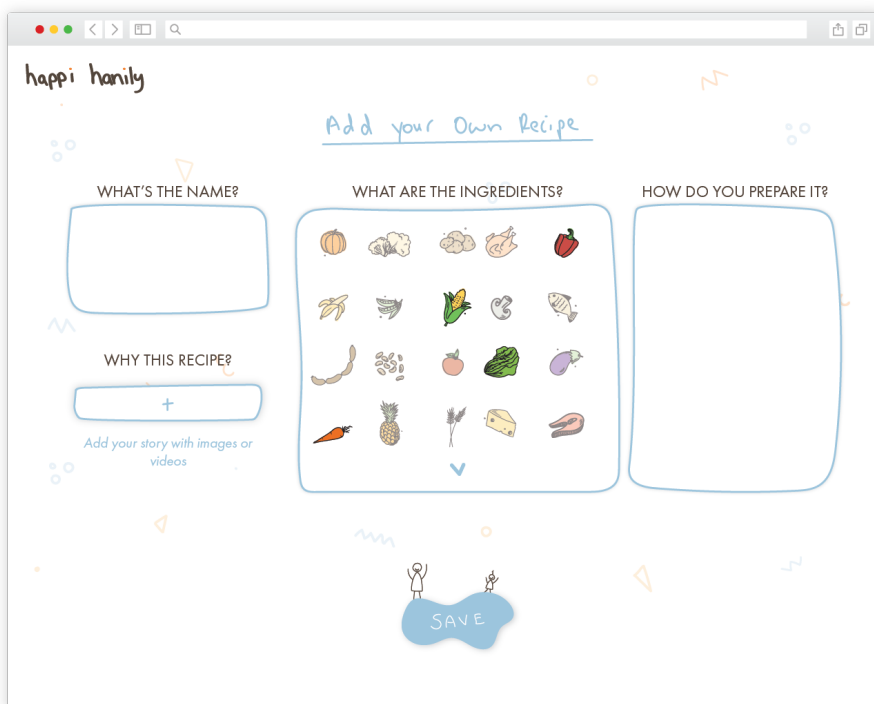 happi hanily
Add your Own Recipe
WHAT'S THE NAME?
WHAT ARE THE INGREDIENTS?
HOW DO YOU PREPARE IT?
WHY THIS RECIPE?
+
Add your story with images or
videos
SAVE